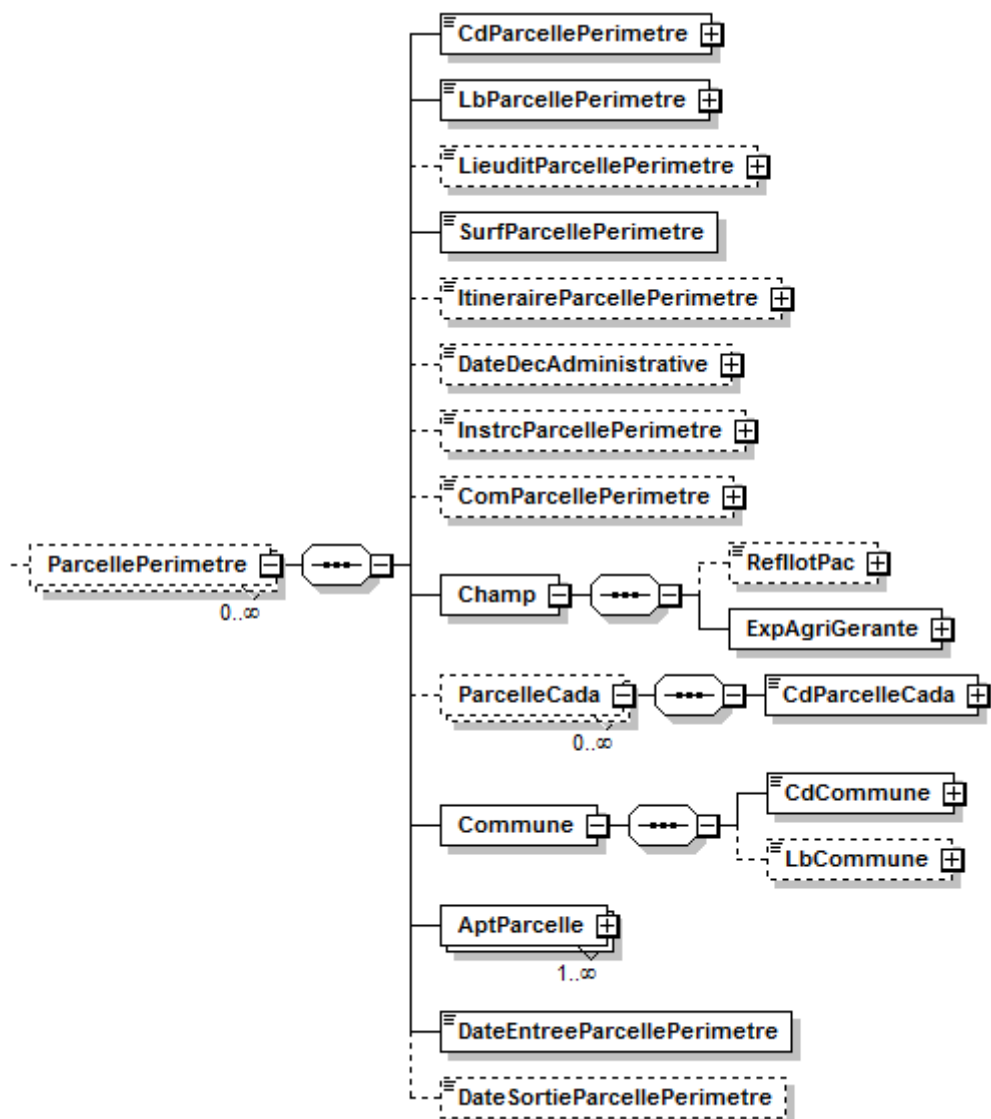 CdParcellePerimetre
LbParcellePerimetre
LieuditParcellePerimetre
SurfParcellePerimetre
ItineraireParcellePerimetre
DateDecAdministrative
InstrcParcellePerimetre
ComParcellePerimetre
ParcellePerimetre
0..∞
Champ
RefIlotPac
ExpAgriGerante
ParcelleCada
0..∞
CdParcelleCada
Commune
CdCommune
LbCommune
AptParcelle
1..∞
DateEntreeParcellePerimetre
DateSortieParcellePerimetre